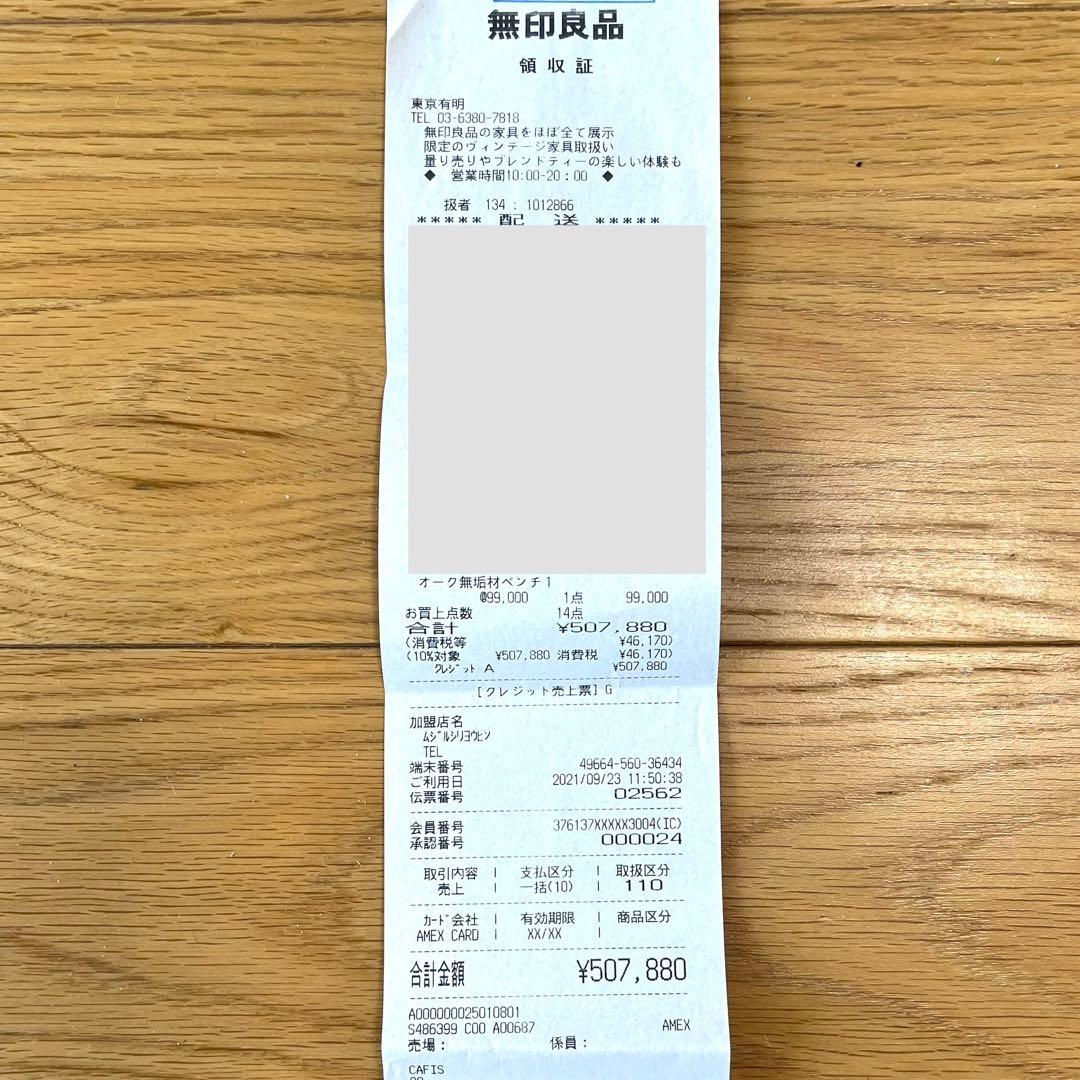 無印良品
領収証
東京有明
TEL 03-6380-7818
無印良品の家具をほぼ全て展示
限定のヴィンテージ家具取扱い
量り売りやブレンドティーの楽しい体験も
◆ 営業時間10:00-20:00 ◆
扱者 134 : 1012866
***** 配 送 *****
オーク無垢材ベンチ1
@99,000 1点 99,000
お買上点数 14点
合計 ¥507,880
(消費税等 ¥46,170)
(10%対象 ¥507,880 消費税 ¥46,170)
クレジット A ¥507,880
[クレジット売上票] G
加盟店名
ムジルシリヨウヒン
TEL
端末番号 49664-560-36434
ご利用日 2021/09/23 11:50:38
伝票番号 02562
会員番号 376137XXXXX3004(IC)
承認番号 000024
取引内容 | 支払区分 | 取扱区分
売上 | 一括(10) | 110
カード会社 | 有効期限 | 商品区分
AMEX CARD | XX/XX |
合計金額 ¥507,880
A000000025010801
S486399 C00 A00687 AMEX
売場: 係員:
CAFIS